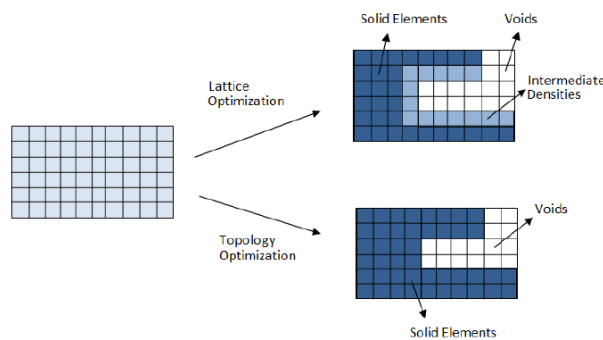 Solid Elements
Voids
Lattice
Optimization
Intermediate
Densities
Topology
Optimization
Voids
Solid Elements